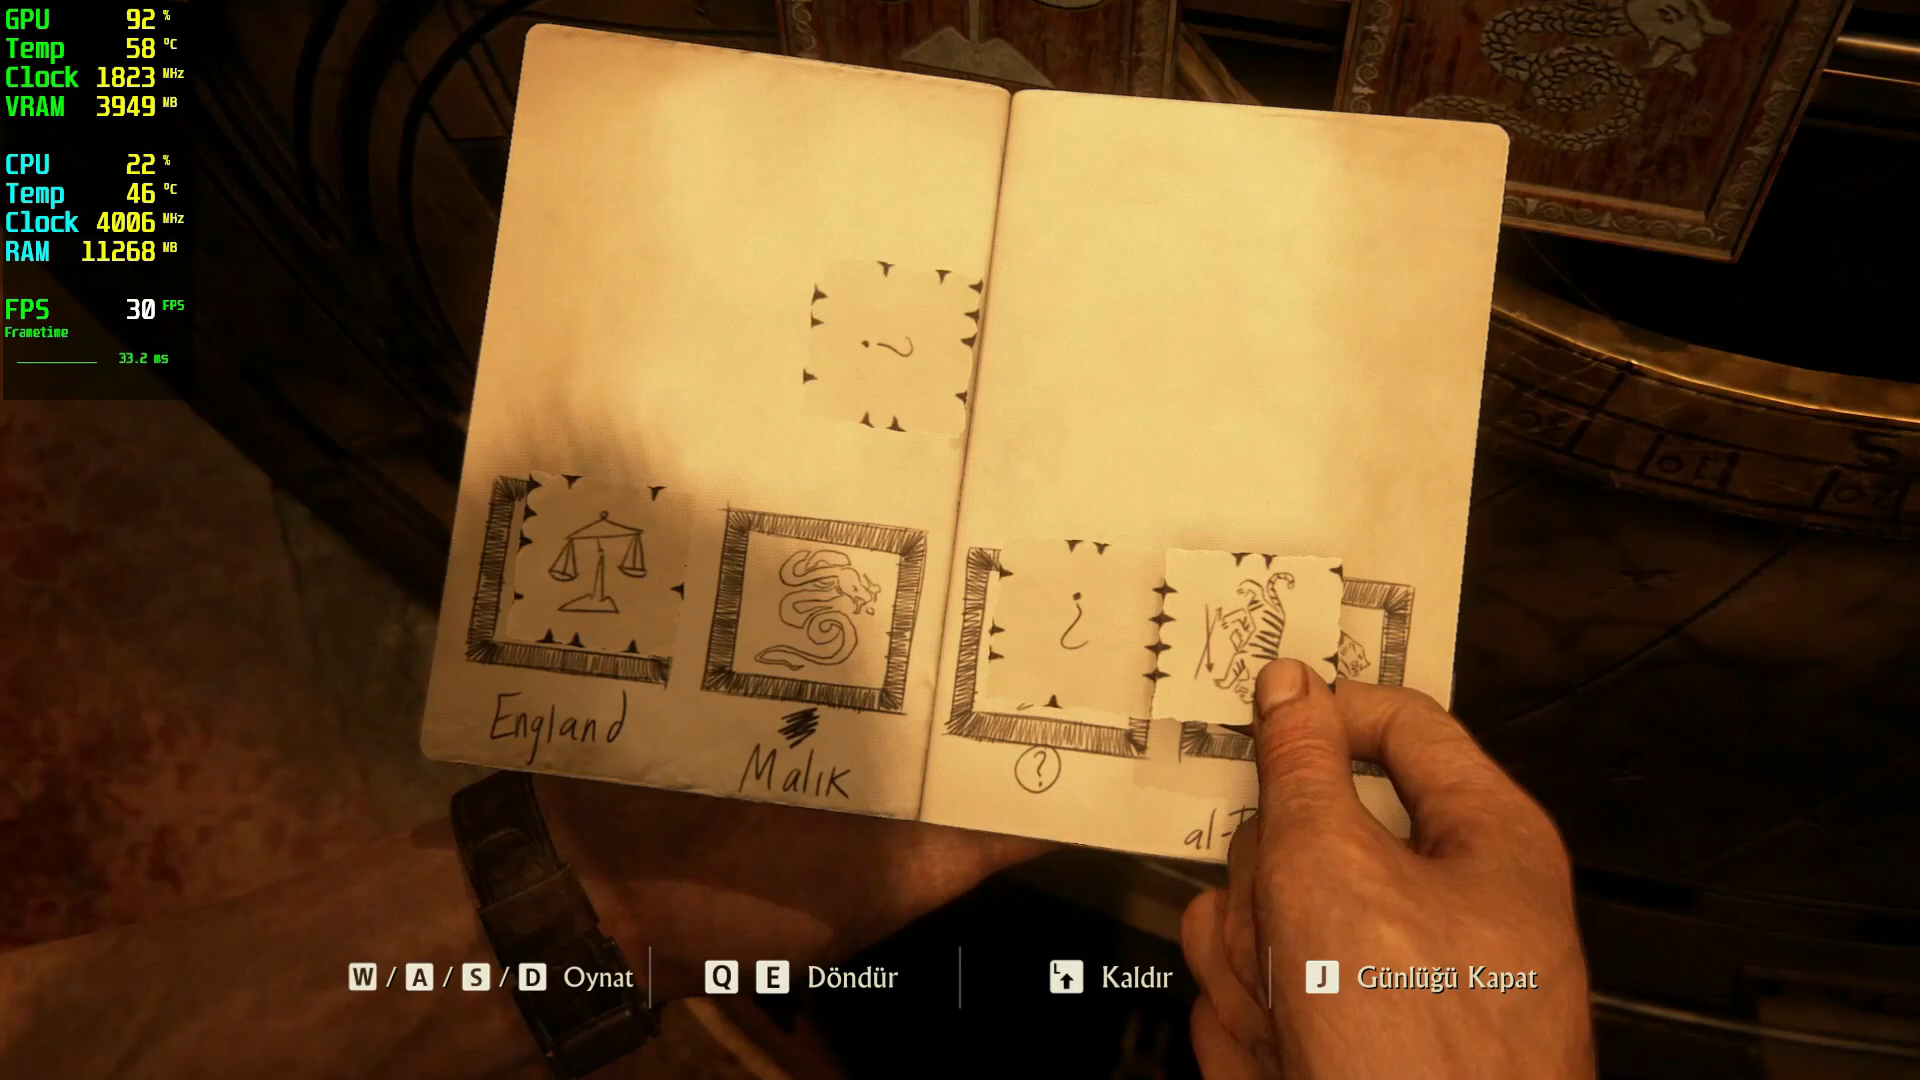 GPU 92 %
Temp 58 °C
Clock 1823 MHz
VRAM 3949 MB
CPU 22 %
Temp 46 °C
Clock 4006 MHz
RAM 11268 MB
FPS 30 FPS
Frametime
33.2 ms
?
England
Malik
?
?
al-
W / A / S / D Oynat
Q E Döndür
L Kaldır
J Günlüğü Kapat